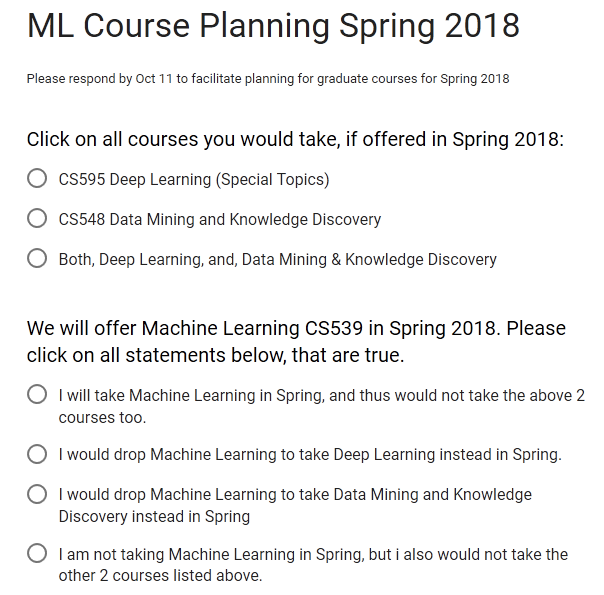 ML Course Planning Spring 2018
Please respond by Oct 11 to facilitate planning for graduate courses for Spring 2018
Click on all courses you would take, if offered in Spring 2018:
CS595 Deep Learning (Special Topics)
CS548 Data Mining and Knowledge Discovery
Both, Deep Learning, and, Data Mining & Knowledge Discovery
We will offer Machine Learning CS539 in Spring 2018. Please
click on all statements below, that are true.
I will take Machine Learning in Spring, and thus would not take the above 2
courses too.
I would drop Machine Learning to take Deep Learning instead in Spring.
I would drop Machine Learning to take Data Mining and Knowledge
Discovery instead in Spring
I am not taking Machine Learning in Spring, but i also would not take the
other 2 courses listed above.